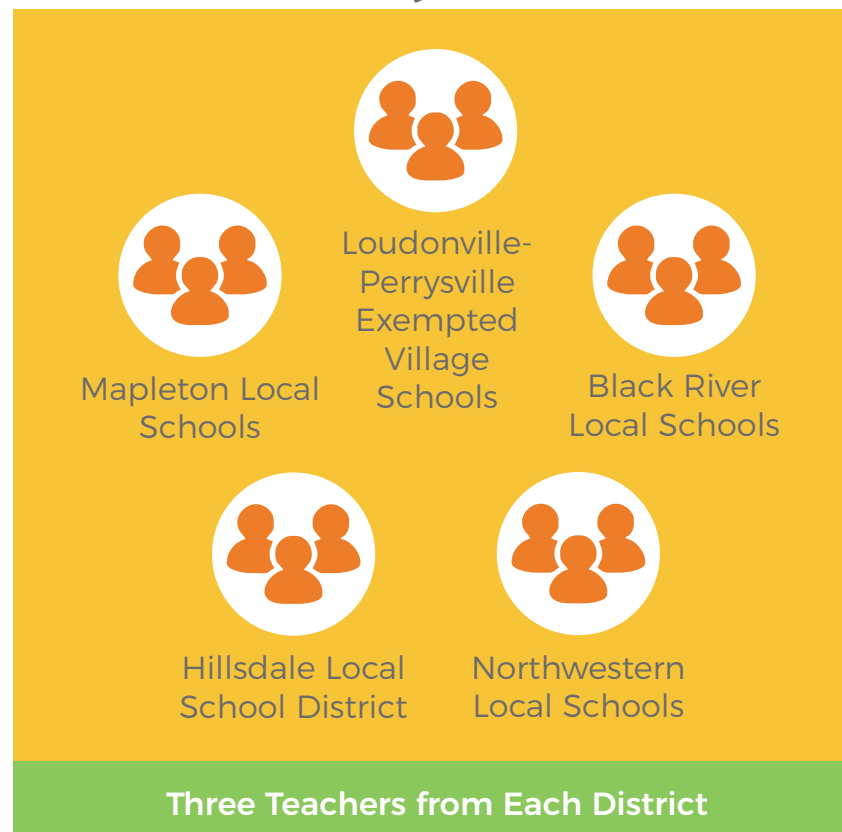 Loudonville-
Perrysville
Exempted
Village
Schools
Mapleton Local
Schools
Black River
Local Schools
Hillsdale Local
School District
Northwestern
Local Schools
Three Teachers from Each District